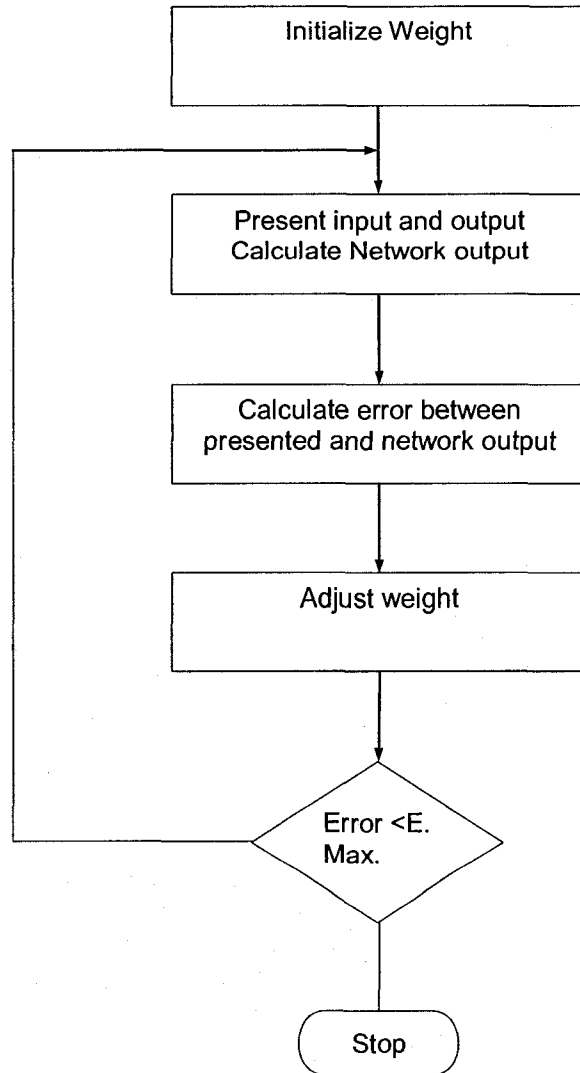 Initialize Weight
Present input and output
Calculate Network output
Calculate error between
presented and network output
Adjust weight
Error <E.
Max.
Stop